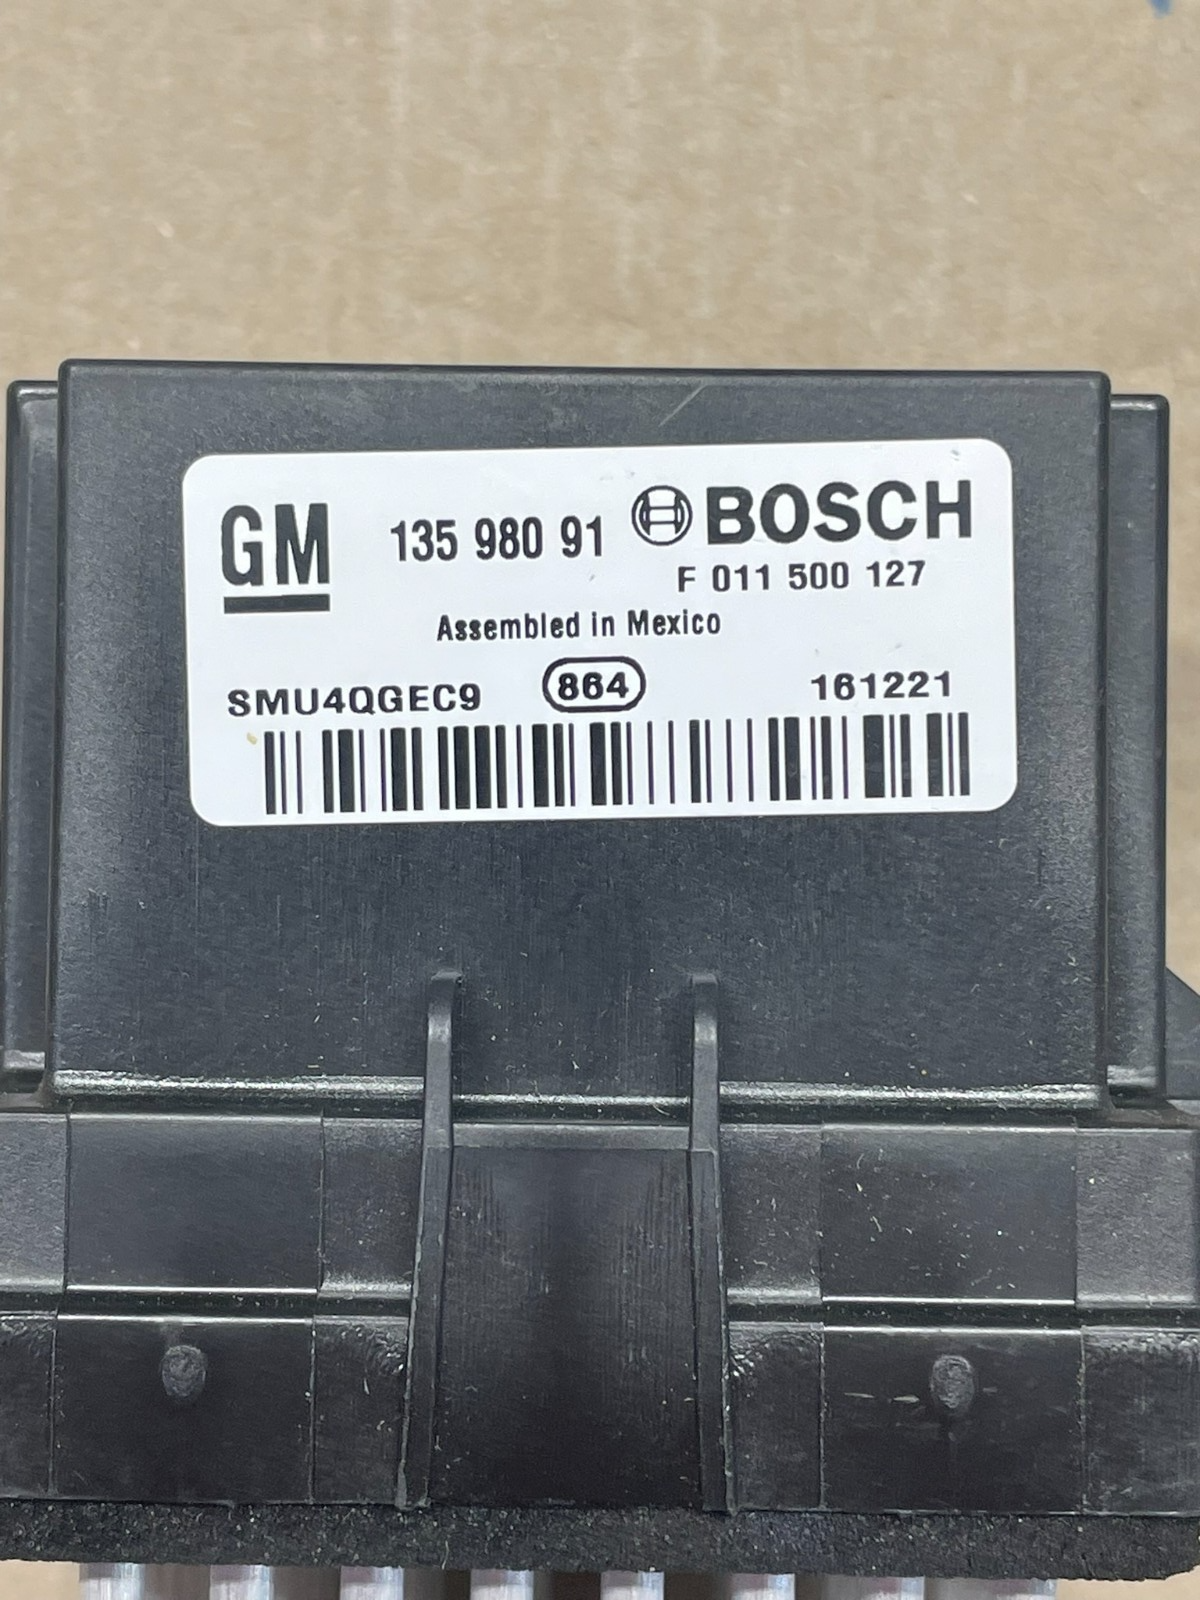 GM 135 980 91 BOSCH
F 011 500 127
Assembled in Mexico
SMU4QGEC9 864 161221